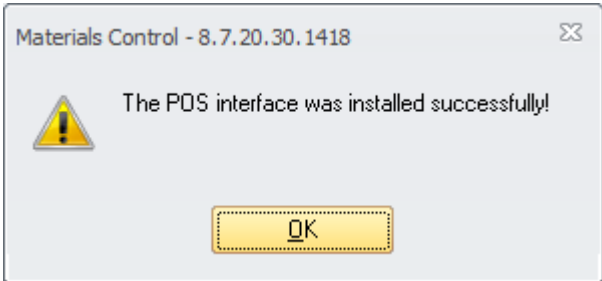 Materials Control - 8.7.20.30.1418
The POS interface was installed successfully!
OK